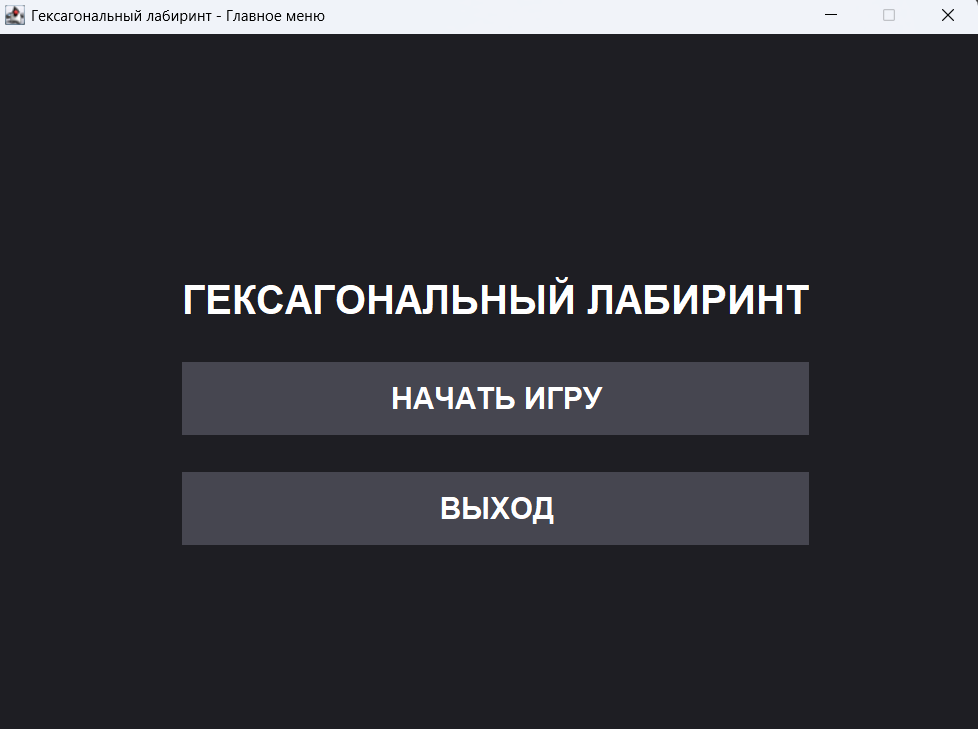 Гексагональный лабиринт - Главное меню
ГЕКСАГОНАЛЬНЫЙ ЛАБИРИНТ
НАЧАТЬ ИГРУ
ВЫХОД